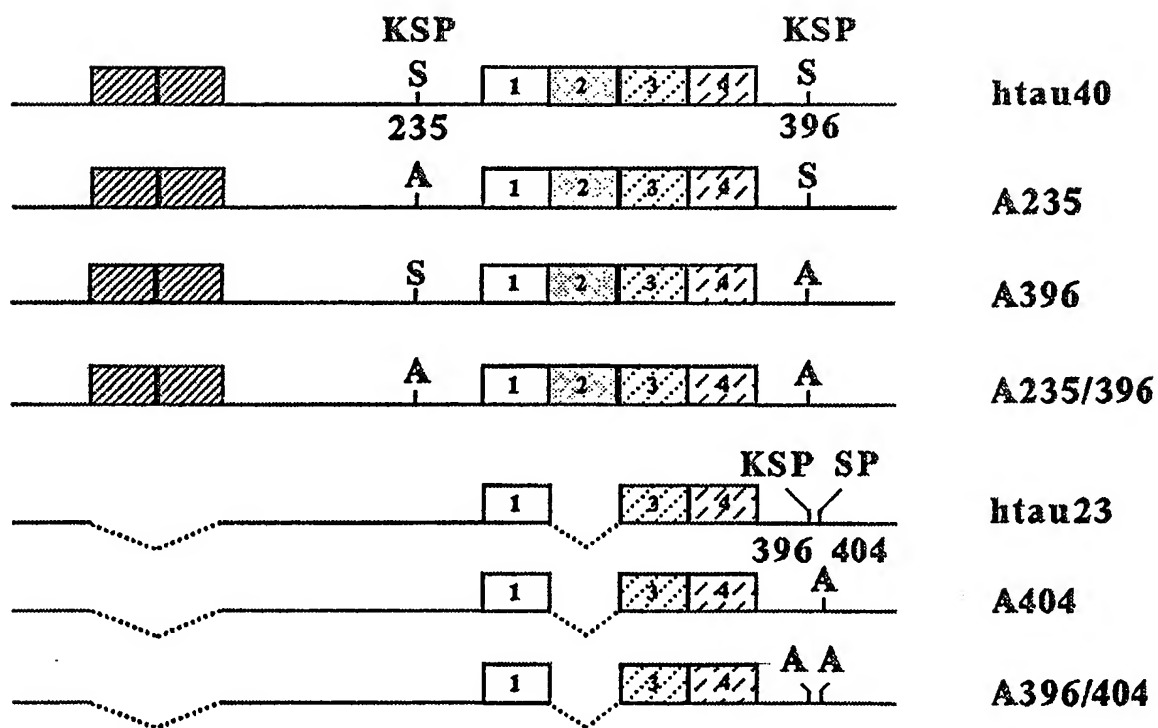 KSP KSP
S 1 2 3 4 S htau40
235 396
A 1 2 3 4 S A235
S 1 2 3 4 A A396
A 1 2 3 4 A A235/396
KSP SP
1 3 4 htau23
396 404
1 3 4 A A404
1 3 4 A A A396/404